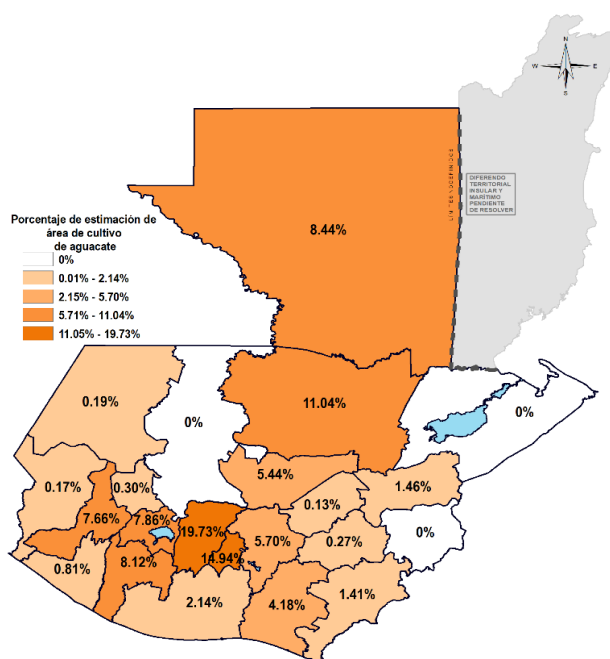 N
W
E
S
LIMITES NO DEFINIDOS
DIFERENDO
TERRITORIAL
INSULAR Y
MARÍTIMO
PENDIENTE
DE RESOLVER
8.44%
Porcentaje de estimación de
área de cultivo
de aguacate
0%
0.01% - 2.14%
2.15% - 5.70%
5.71% - 11.04%
11.05% - 19.73%
0.19%
0%
11.04%
0%
5.44%
1.46%
0.17%
0.30%
0.13%
7.66%
7.86%
19.73%
5.70%
0.27%
0%
14.94%
0.81%
8.12%
2.14%
4.18%
1.41%